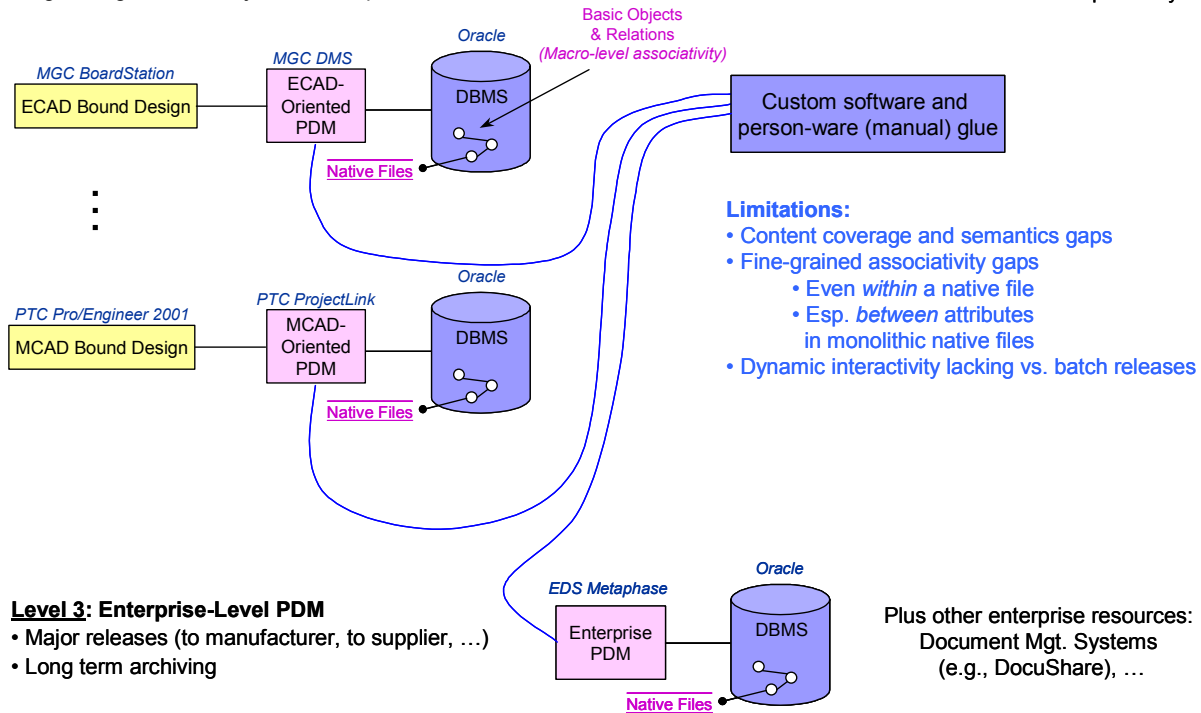 Basic Objects
& Relations
(Macro-level associativity)
Oracle
MGC DMS
MGC BoardStation
ECAD Bound Design
ECAD-
Oriented
PDM
DBMS
Native Files
Custom software and
person-ware (manual) glue
Limitations:
• Content coverage and semantics gaps
• Fine-grained associativity gaps
• Even within a native file
• Esp. between attributes
in monolithic native files
• Dynamic interactivity lacking vs. batch releases
Oracle
PTC ProjectLink
PTC Pro/Engineer 2001
MCAD Bound Design
MCAD-
Oriented
PDM
DBMS
Native Files
Level 3: Enterprise-Level PDM
• Major releases (to manufacturer, to supplier, …)
• Long term archiving
Oracle
EDS Metaphase
Enterprise
PDM
DBMS
Native Files
Plus other enterprise resources:
Document Mgt. Systems
(e.g., DocuShare), …